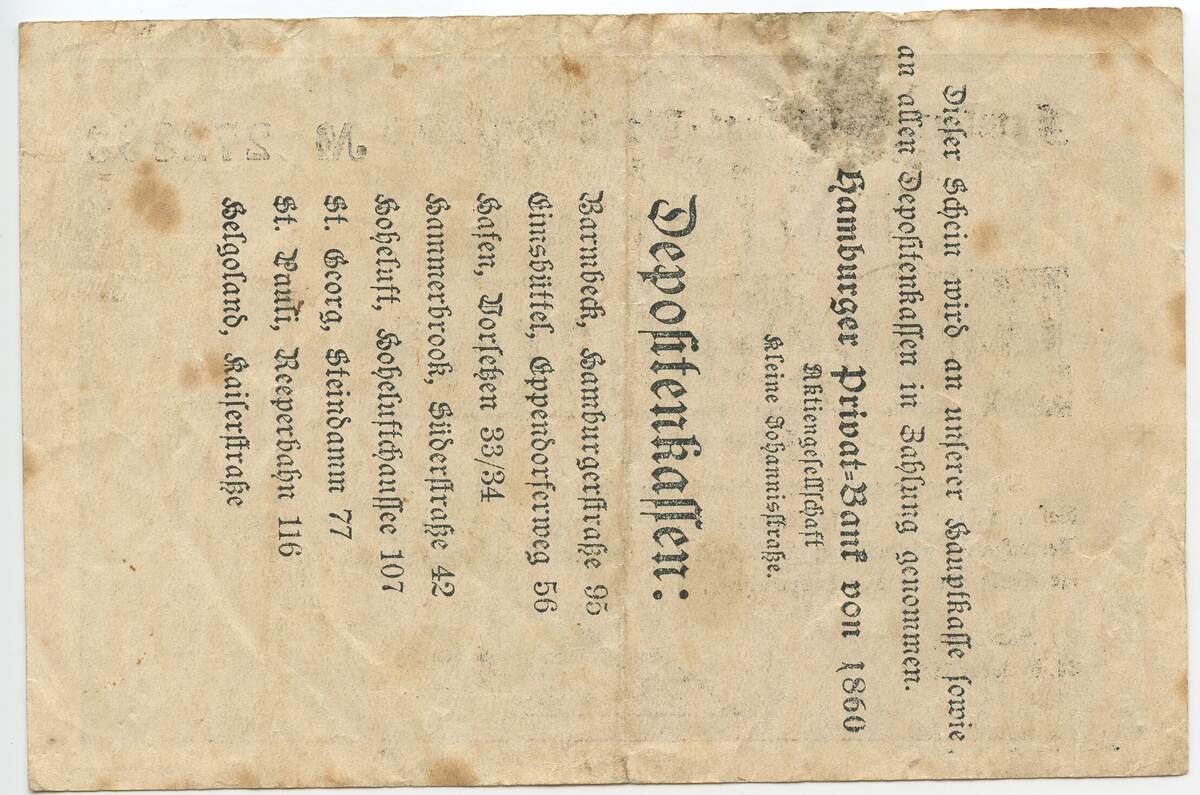 Dieser Schein wird an unserer Hauptkasse sowie
an allen Depositenkassen in Zahlung genommen.
Hamburger Privat-Bank von 1860
Aktiengesellschaft
Kleine Johannisstraße.
Depositenkassen:
Barmbeck, Hamburgerstraße 95
Eimsbüttel, Eppendorferweg 56
Hafen, Vorsetzen 33/34
Hammerbrook, Süderstraße 42
Hoheluft, Hoheluftchaussee 107
St. Georg, Steindamm 77
St. Pauli, Reeperbahn 116
Helgoland, Kaiserstraße